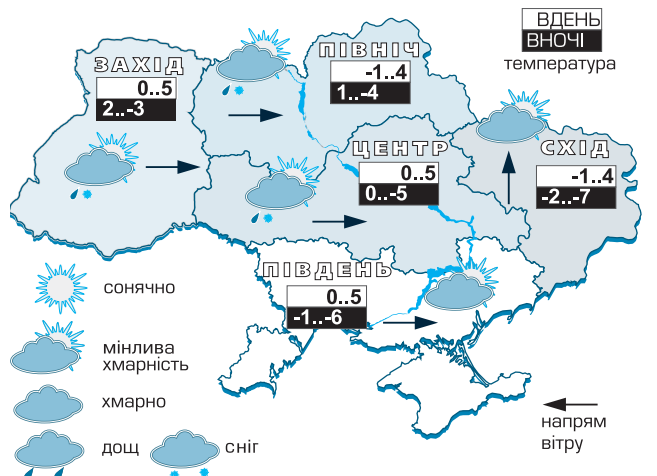 ВДЕНЬ
ВНОЧІ
температура
ПІВНІЧ
-1..4
1..-4
ЗАХІД
0..5
2..-3
ЦЕНТР
0..5
0..-5
СХІД
-1..4
-2..-7
ПІВДЕНЬ
0..5
-1..-6
сонячно
мінлива
хмарність
хмарно
дощ
сніг
напрям
вітру